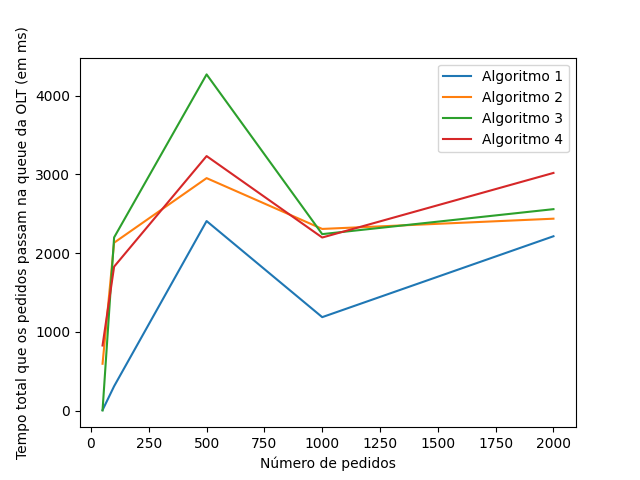 Tempo total que os pedidos passam na queue da OLT (em ms)
4000
3000
2000
1000
0
Algoritmo 1
Algoritmo 2
Algoritmo 3
Algoritmo 4
0 250 500 750 1000 1250 1500 1750 2000
Número de pedidos